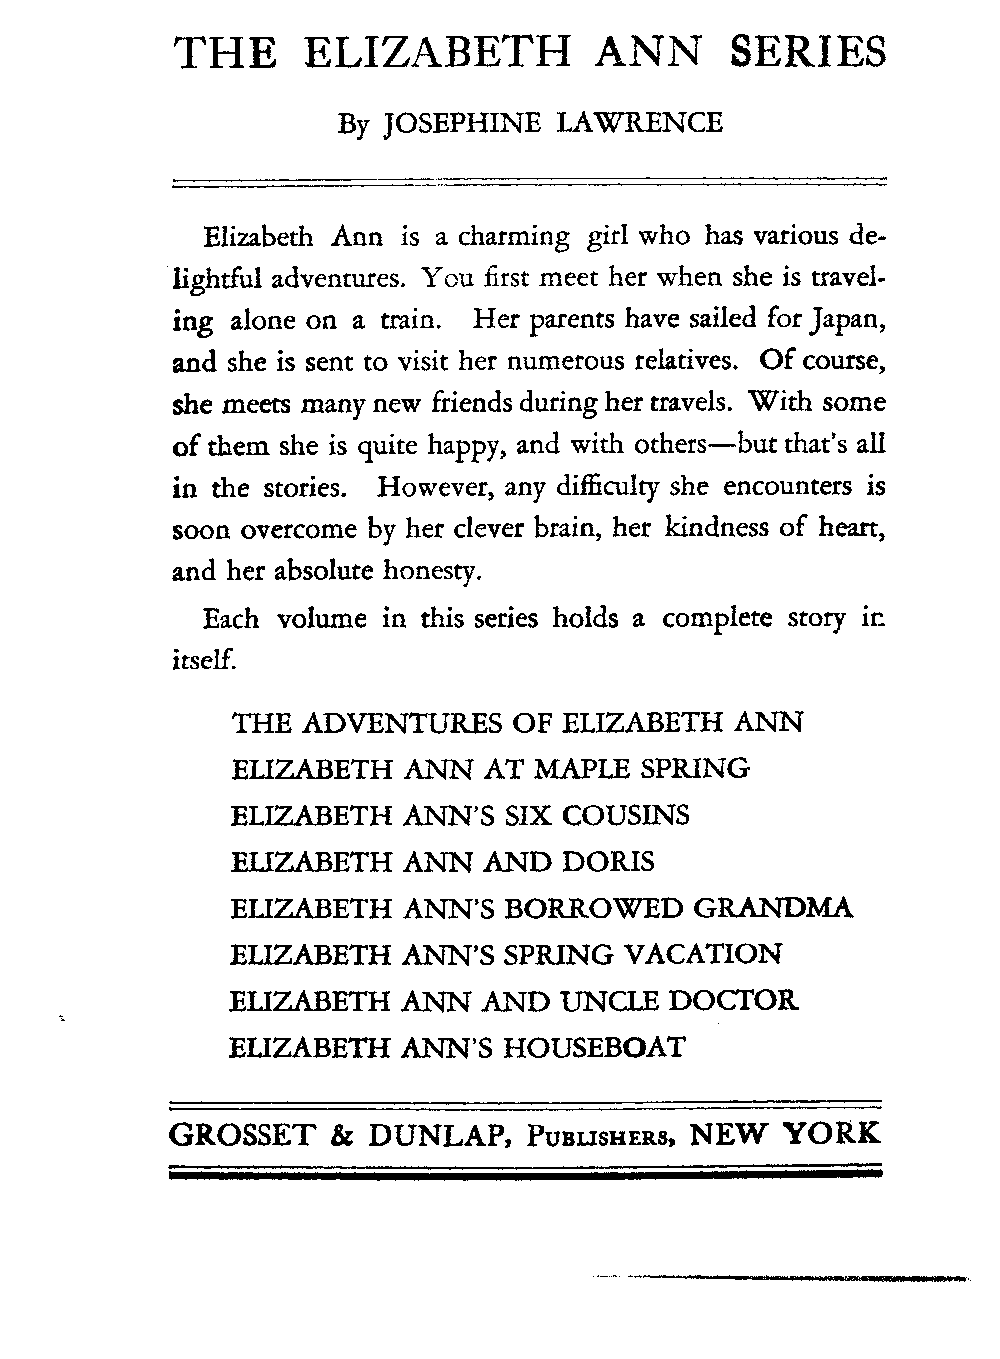 THE ELIZABETH ANN SERIES
By JOSEPHINE LAWRENCE
Elizabeth Ann is a charming girl who has various de-
lightful adventures. You first meet her when she is travel-
ing alone on a train. Her parents have sailed for Japan,
and she is sent to visit her numerous relatives. Of course,
she meets many new friends during her travels. With some
of them she is quite happy, and with others—but that's all
in the stories. However, any difficulty she encounters is
soon overcome by her clever brain, her kindness of heart,
and her absolute honesty.
Each volume in this series holds a complete story in
itself.
THE ADVENTURES OF ELIZABETH ANN
ELIZABETH ANN AT MAPLE SPRING
ELIZABETH ANN'S SIX COUSINS
ELIZABETH ANN AND DORIS
ELIZABETH ANN'S BORROWED GRANDMA
ELIZABETH ANN'S SPRING VACATION
ELIZABETH ANN AND UNCLE DOCTOR
ELIZABETH ANN'S HOUSEBOAT
GROSSET & DUNLAP, PUBLISHERS, NEW YORK